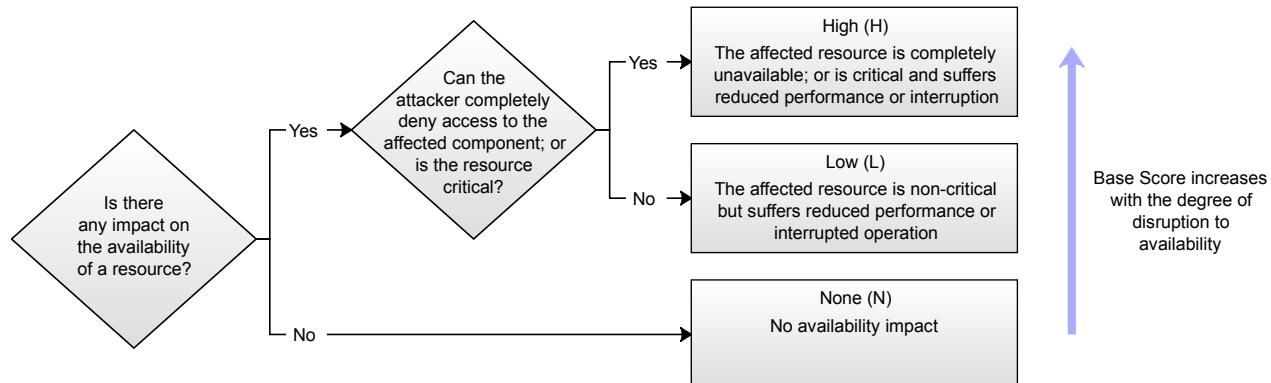 Is there
any impact on
the availability
of a resource?
Yes
No
Can the
attacker completely
deny access to the
affected component; or
is the resource
critical?
Yes
No
High (H)
The affected resource is completely
unavailable; or is critical and suffers
reduced performance or interruption
Low (L)
The affected resource is non-critical
but suffers reduced performance or
interrupted operation
None (N)
No availability impact
Base Score increases
with the degree of
disruption to
availability